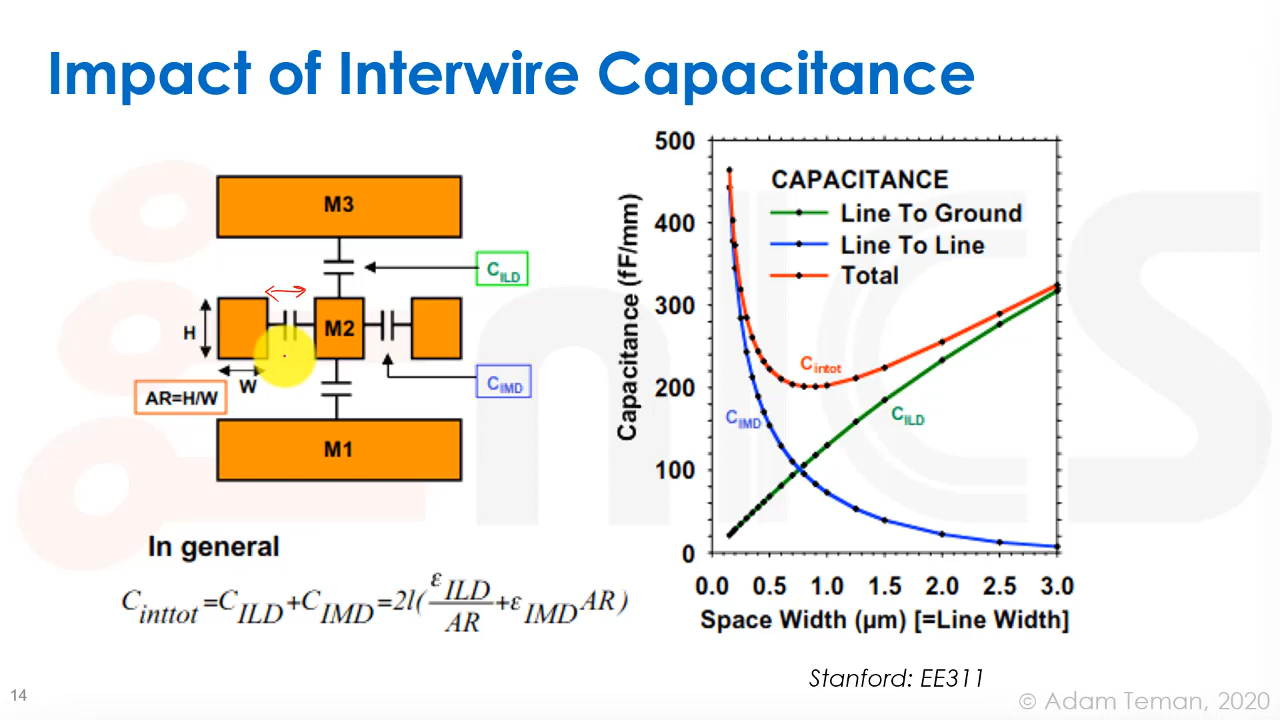 Impact of Interwire Capacitance
M3
C_ILD
H
M2
W
C_IMD
AR=H/W
M1
In general
C_inttot=C_ILD+C_IMD=2l(ε_ILD/AR+ε_IMD AR)
500
400
300
200
100
0
Capacitance (fF/mm)
CAPACITANCE
Line To Ground
Line To Line
Total
C_intot
C_IMD
C_ILD
0.0 0.5 1.0 1.5 2.0 2.5 3.0
Space Width (µm) [=Line Width]
Stanford: EE311
14
© Adam Teman, 2020
nICS